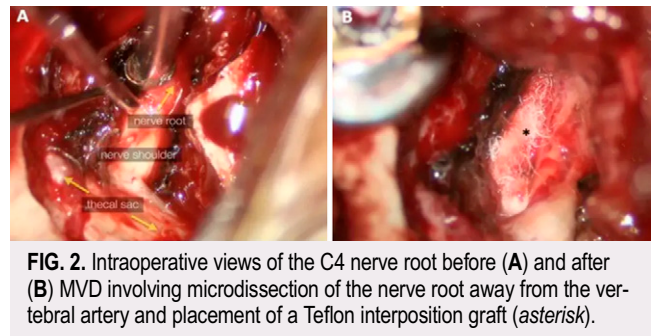 A
B
nerve root
nerve shoulder
thecal sac
*
FIG. 2. Intraoperative views of the C4 nerve root before (A) and after
(B) MVD involving microdissection of the nerve root away from the ver-
tebral artery and placement of a Teflon interposition graft (asterisk).